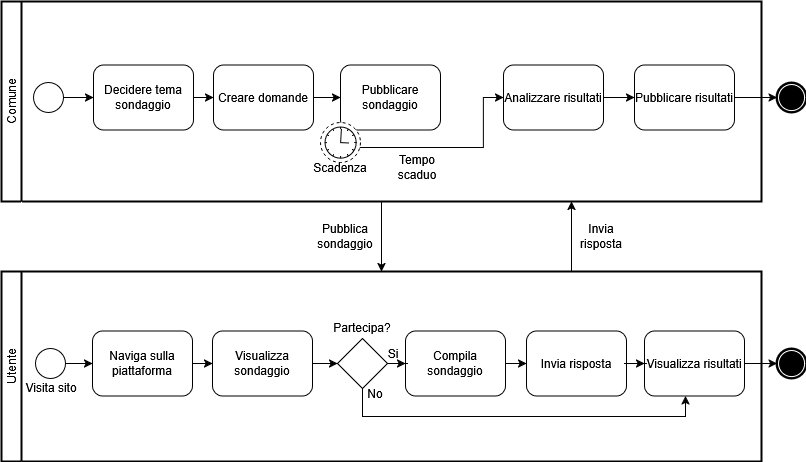 Comune
Decidere tema
sondaggio
Creare domande
Pubblicare
sondaggio
Scadenza
Tempo
scaduo
Analizzare risultati
Pubblicare risultati
Pubblica
sondaggio
Invia
risposta
Utente
Visita sito
Naviga sulla
piattaforma
Visualizza
sondaggio
Partecipa?
Si
No
Compila
sondaggio
Invia risposta
Visualizza risultati